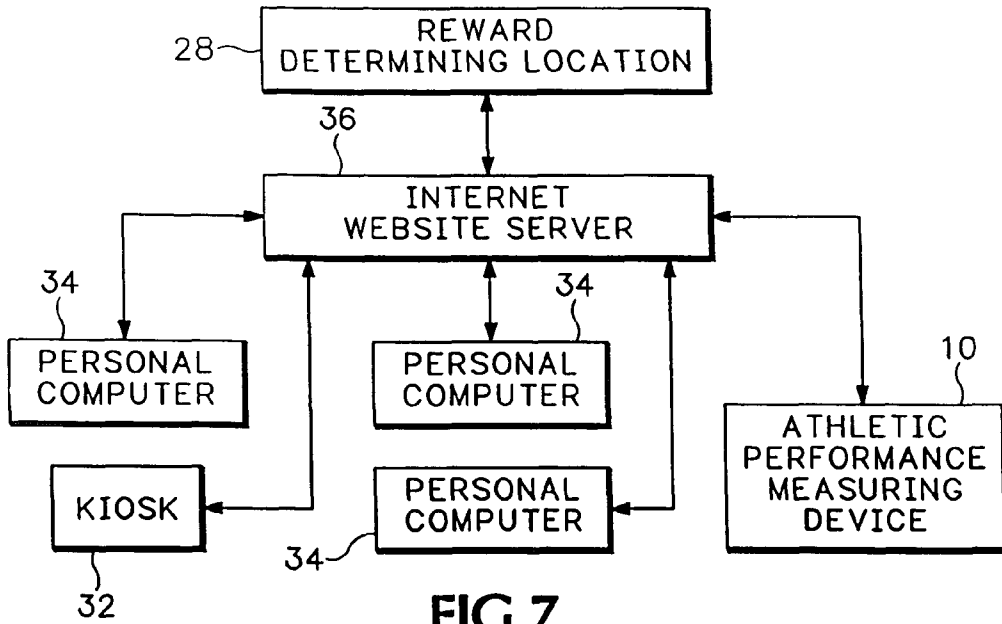 28
REWARD
DETERMINING LOCATION
36
INTERNET
WEBSITE SERVER
34
PERSONAL
COMPUTER
34
PERSONAL
COMPUTER
10
ATHLETIC
PERFORMANCE
MEASURING
DEVICE
KIOSK
32
PERSONAL
COMPUTER
34
FIG.7